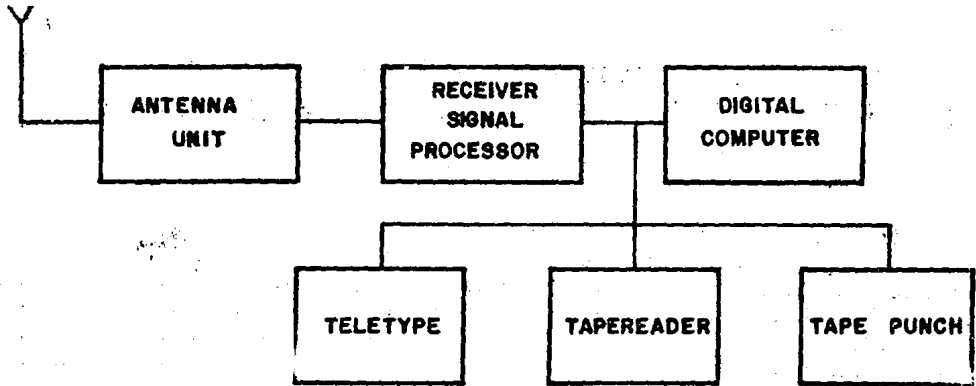 ANTENNA
UNIT
RECEIVER
SIGNAL
PROCESSOR
DIGITAL
COMPUTER
TELETYPE
TAPEREADER
TAPE PUNCH